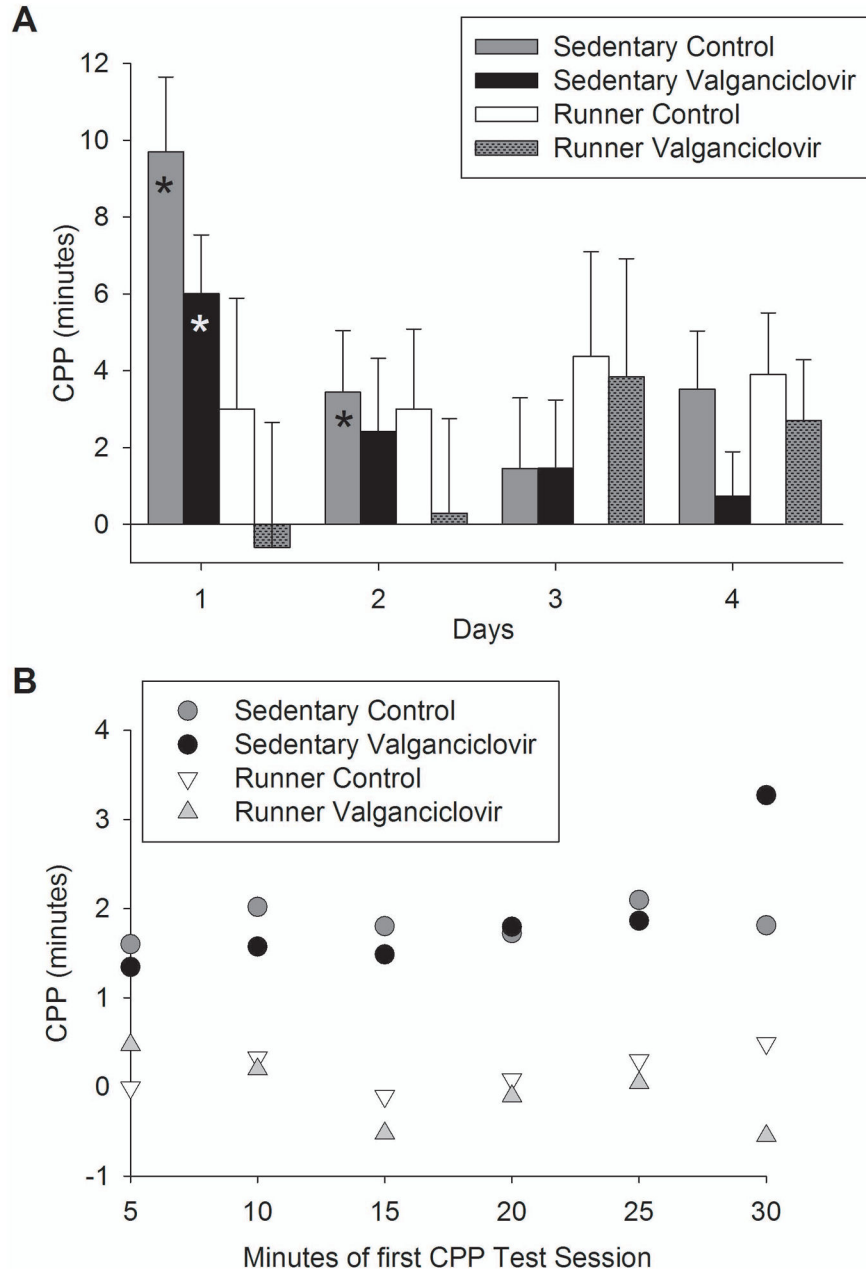 A
Sedentary Control
Sedentary Valganciclovir
Runner Control
Runner Valganciclovir
12
10
8
6
4
2
0
CPP (minutes)
*
*
*
1 2 3 4
Days
B
Sedentary Control
Sedentary Valganciclovir
Runner Control
Runner Valganciclovir
4
3
2
1
0
-1
CPP (minutes)
5 10 15 20 25 30
Minutes of first CPP Test Session